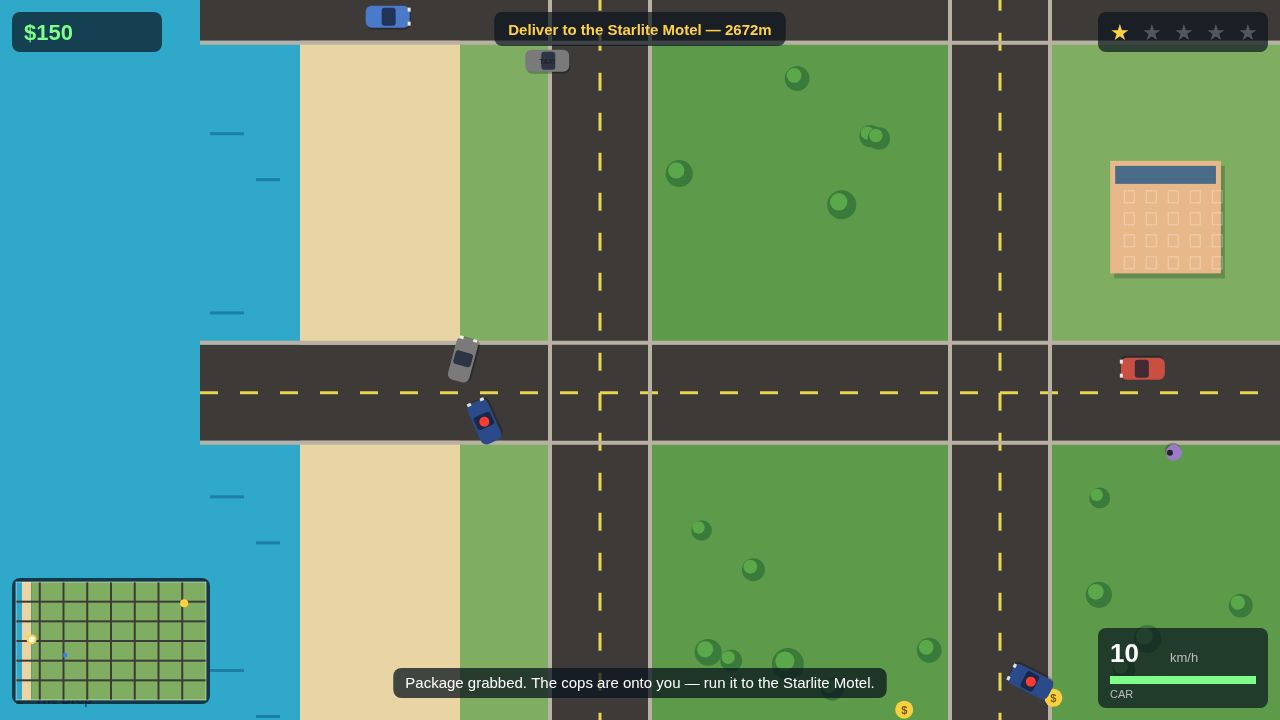 $150
Deliver to the Starlite Motel — 2672m
TAXI
$
$
Package grabbed. The cops are onto you — run it to the Starlite Motel.
10 km/h
CAR